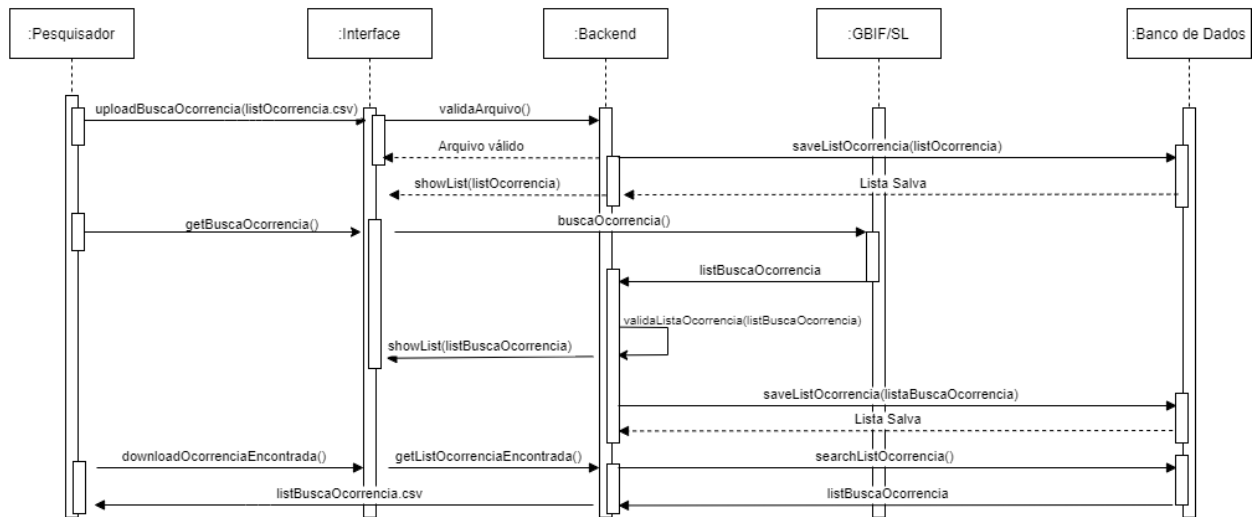 :Pesquisador
:Interface
:Backend
:GBIF/SL
:Banco de Dados
uploadBuscaOcorrencia(listOcorrencia.csv)
validaArquivo()
Arquivo válido
saveListOcorrencia(listOcorrencia)
showList(listOcorrencia)
Lista Salva
getBuscaOcorrencia()
buscaOcorrencia()
listBuscaOcorrencia
validaListaOcorrencia(listBuscaOcorrencia)
showList(listBuscaOcorrencia)
saveListOcorrencia(listaBuscaOcorrencia)
Lista Salva
downloadOcorrenciaEncontrada()
getListOcorrenciaEncontrada()
searchListOcorrencia()
listBuscaOcorrencia.csv
listBuscaOcorrencia